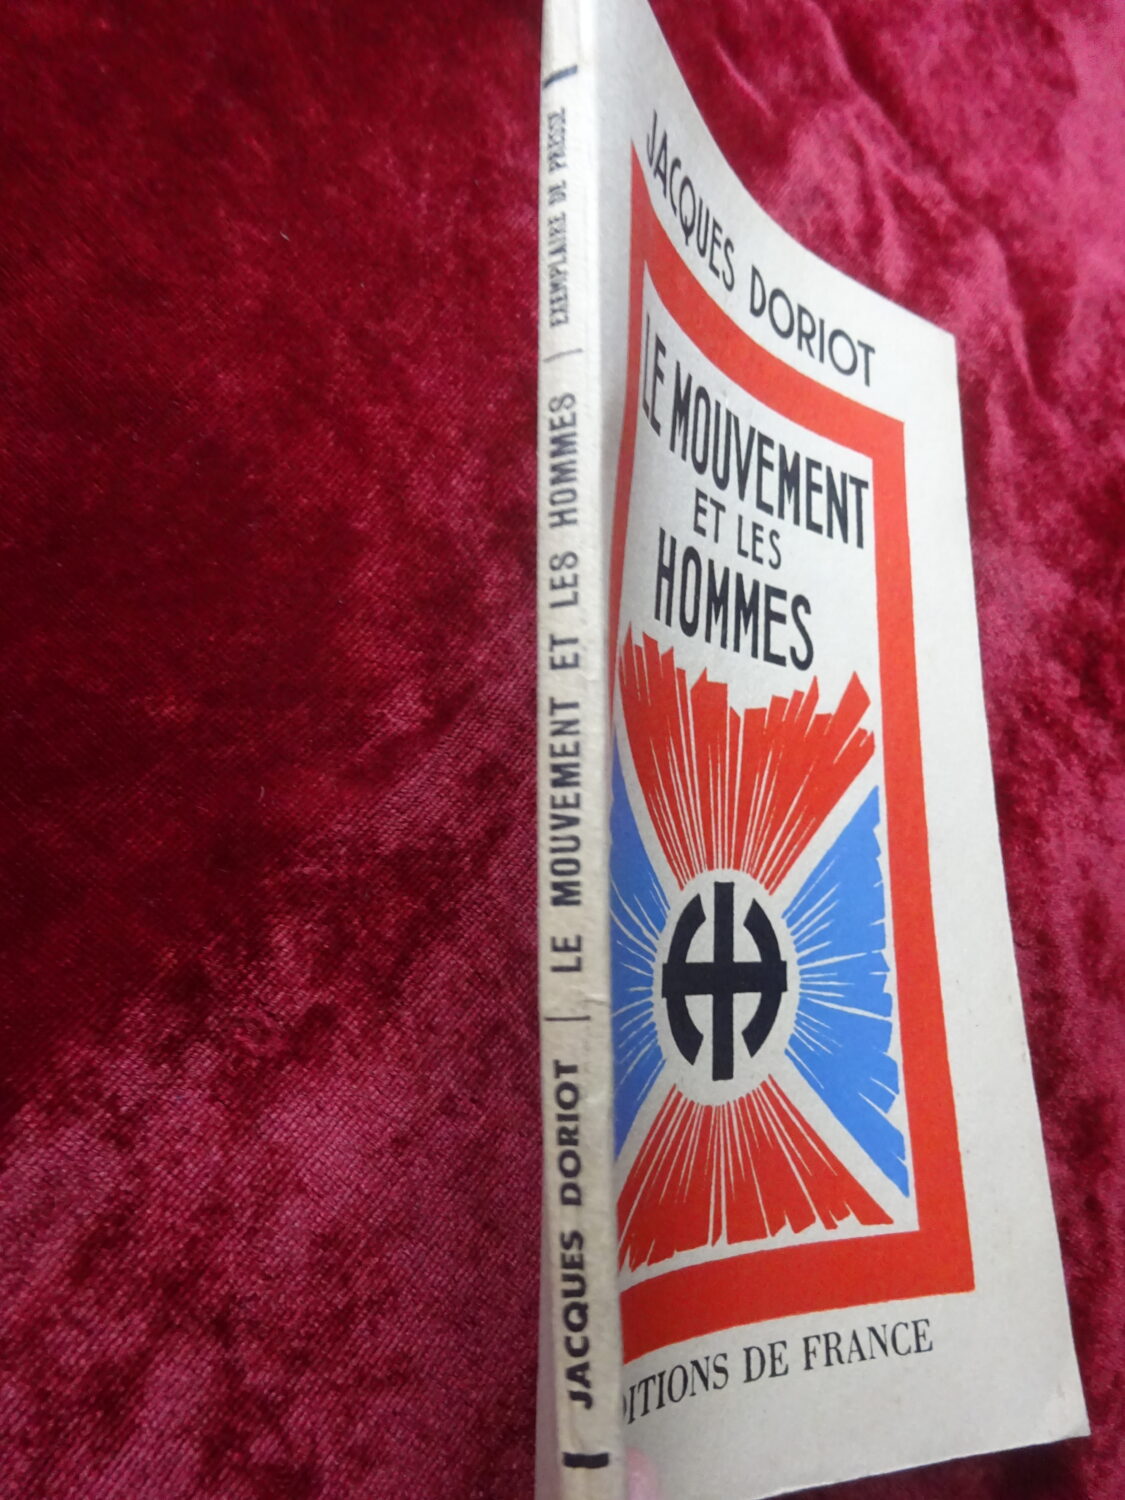 JACQUES DORIOT | LE MOUVEMENT ET LES HOMMES | EXEMPLAIRE DE PRESSE
JACQUES DORIOT
LE MOUVEMENT
ET LES
HOMMES
DITIONS DE FRANCE